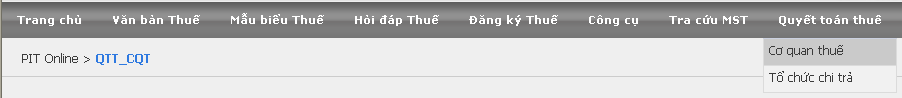 Trang chủ Văn bản Thuế Mẫu biểu Thuế Hỏi đáp Thuế Đăng ký Thuế Công cụ Tra cứu MST Quyết toán thuế
Cơ quan thuế
PIT Online > QTT_CQT
Tổ chức chi trả